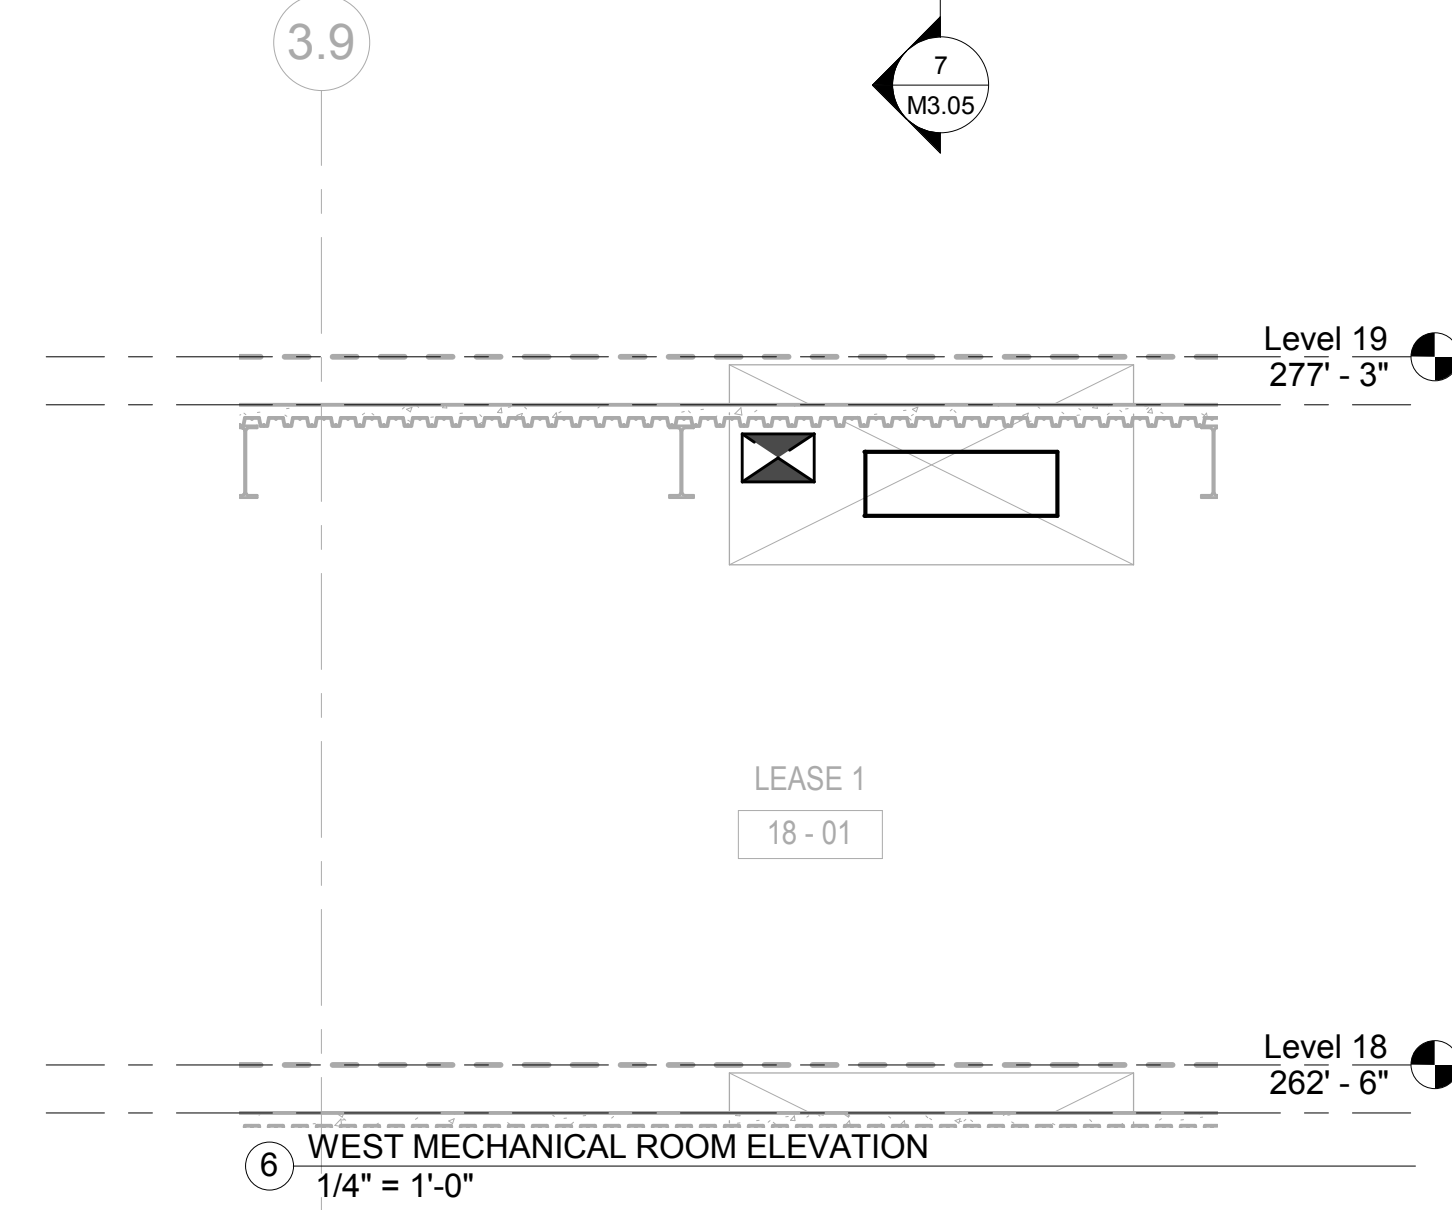 3.9
7
M3.05
Level 19
277' - 3"
LEASE 1
18 - 01
Level 18
262' - 6"
6
WEST MECHANICAL ROOM ELEVATION
1/4" = 1'-0"